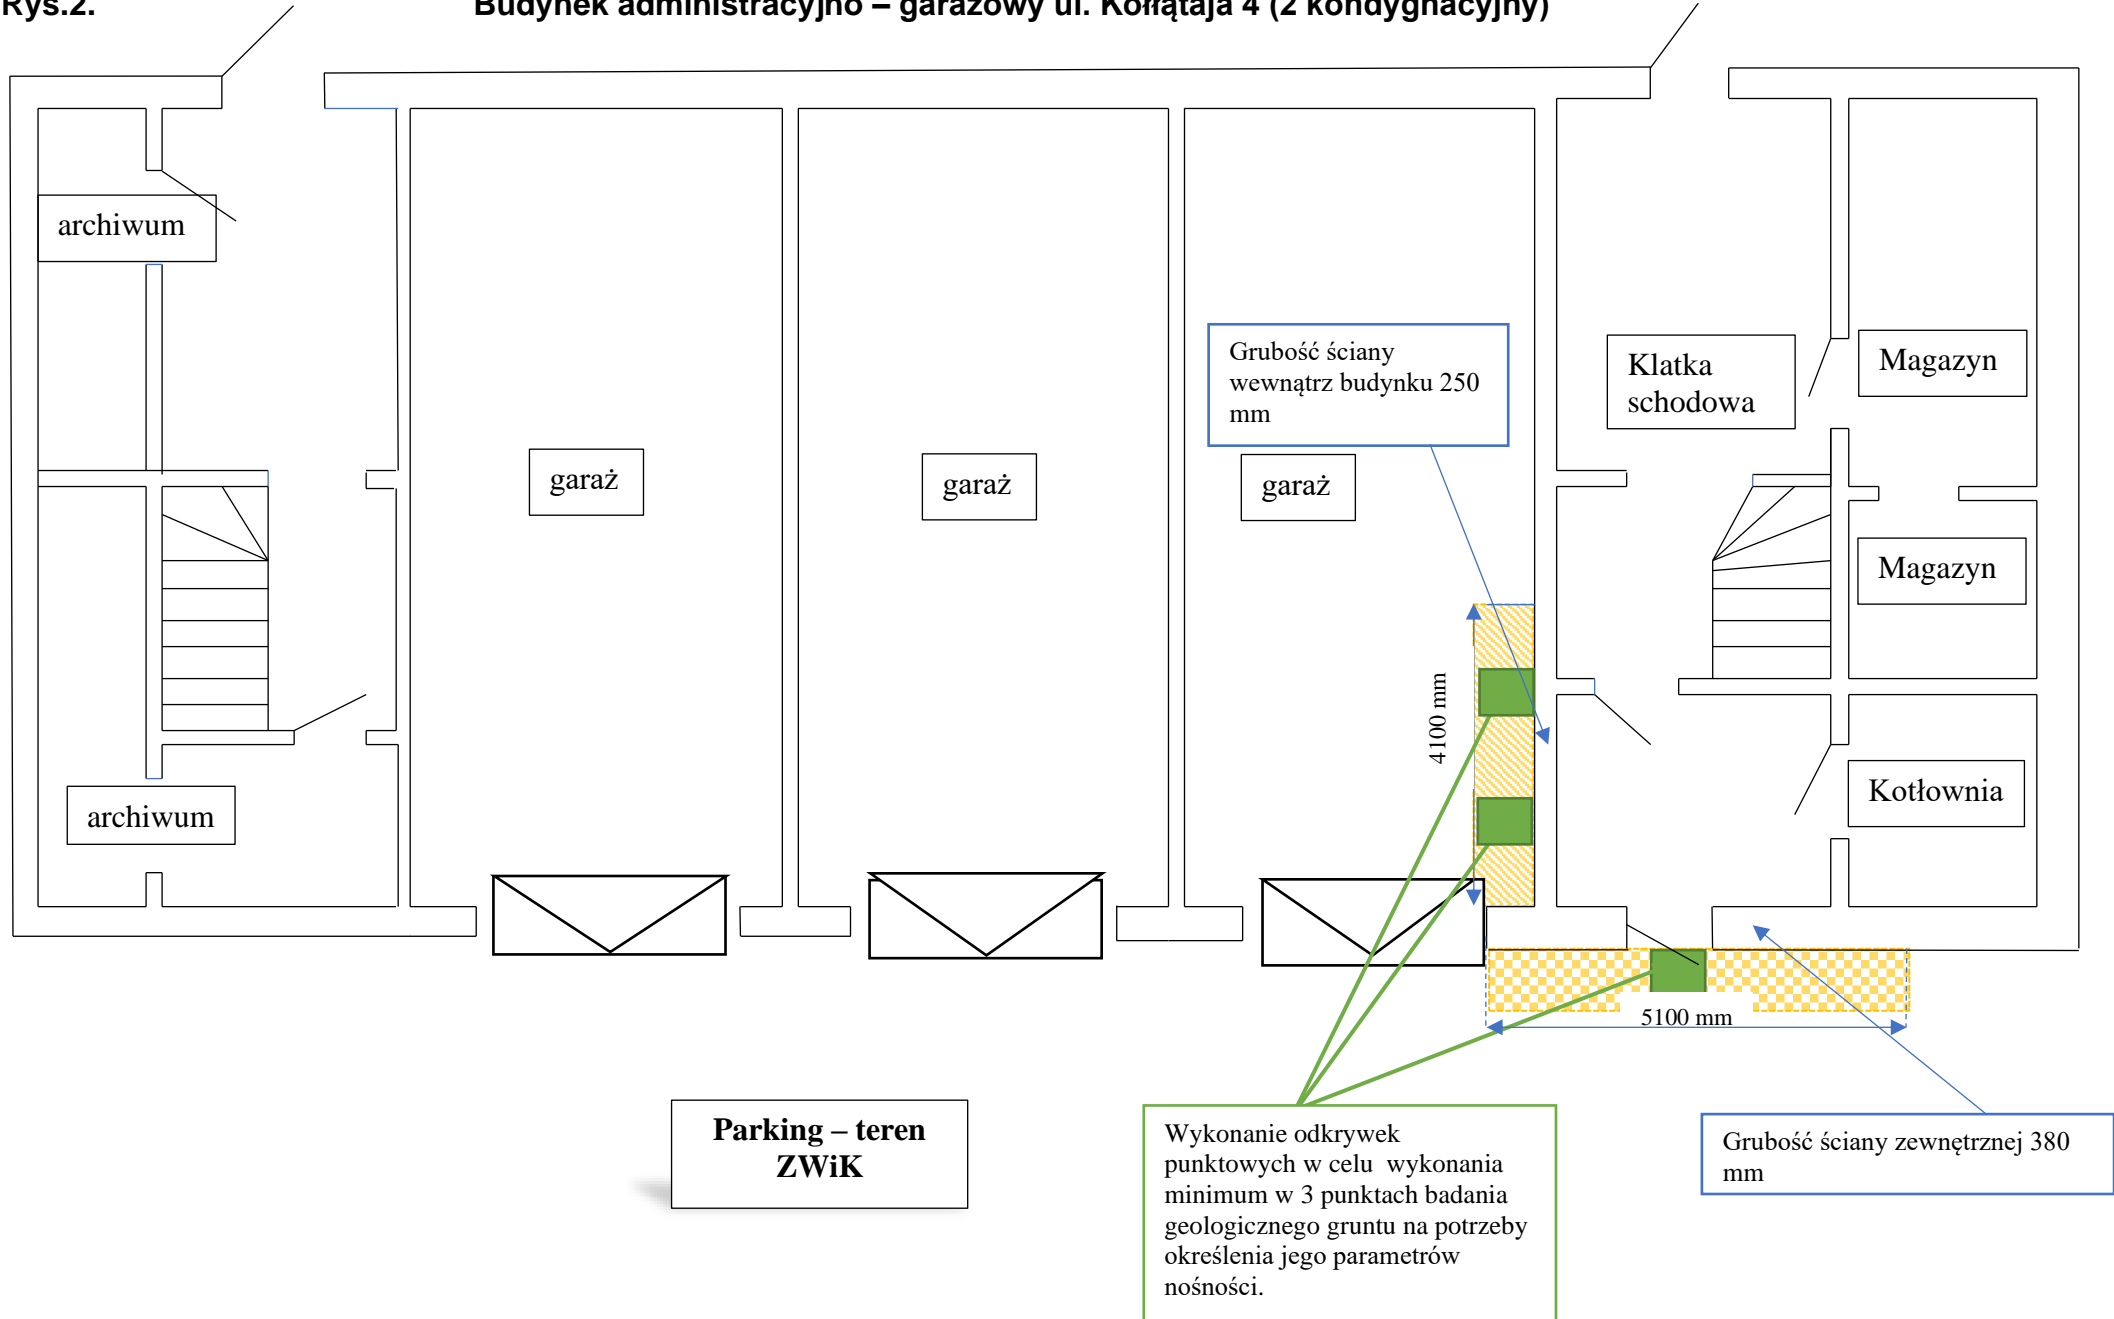 Rys.2. Budynek administracyjno – garażowy ul. Kołłątaja 4 (2 kondygnacyjny)
archiwum
Grubość ściany
wewnątrz budynku 250
mm
Klatka
schodowa
Magazyn
garaż
garaż
garaż
Magazyn
4100 mm
archiwum
Kotłownia
5100 mm
Parking – teren
ZWiK
Wykonanie odkrywek
punktowych w celu wykonania
minimum w 3 punktach badania
geologicznego gruntu na potrzeby
określenia jego parametrów
nośności.
Grubość ściany zewnętrznej 380
mm